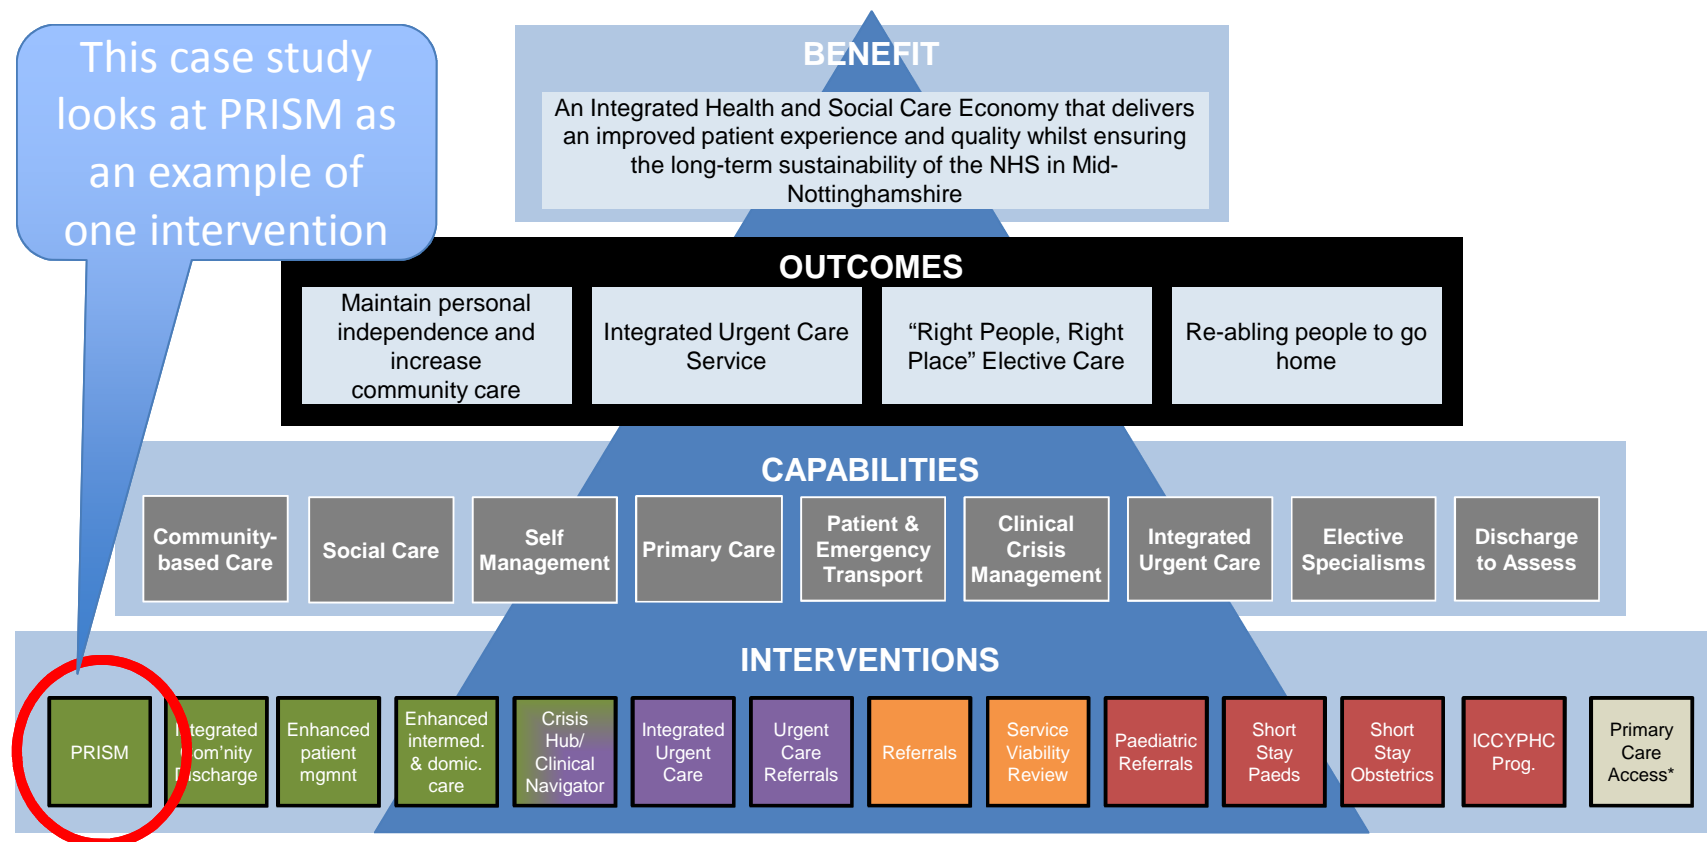 This case study
looks at PRISM as
an example of
one intervention
BENEFIT
An Integrated Health and Social Care Economy that delivers
an improved patient experience and quality whilst ensuring
the long-term sustainability of the NHS in Mid-
Nottinghamshire
OUTCOMES
Maintain personal
independence and
increase
community care
Integrated Urgent Care
Service
“Right People, Right
Place” Elective Care
Re-abling people to go
home
CAPABILITIES
Community-
based Care
Social Care
Self
Management
Primary Care
Patient &
Emergency
Transport
Clinical
Crisis
Management
Integrated
Urgent Care
Elective
Specialisms
Discharge
to Assess
INTERVENTIONS
PRISM
Integrated
Com’nity
Discharge
Enhanced
patient
mgmnt
Enhanced
intermed.
& domic.
care
Crisis
Hub/
Clinical
Navigator
Integrated
Urgent
Care
Urgent
Care
Referrals
Referrals
Service
Viability
Review
Paediatric
Referrals
Short
Stay
Paeds
Short
Stay
Obstetrics
ICCYPHC
Prog.
Primary
Care
Access*